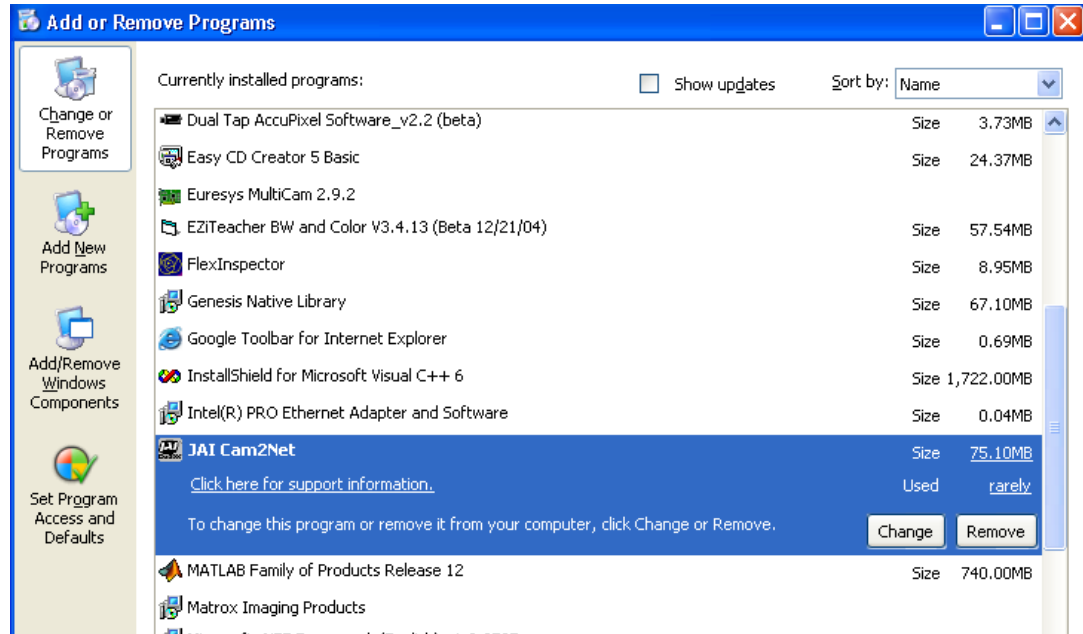 Add or Remove Programs
Change or
Remove
Programs
Add New
Programs
Add/Remove
Windows
Components
Set Program
Access and
Defaults
Currently installed programs: Show updates Sort by: Name
Dual Tap AccuPixel Software_v2.2 (beta) Size 3.73MB
Easy CD Creator 5 Basic Size 24.37MB
Euresys MultiCam 2.9.2
EZiTeacher BW and Color V3.4.13 (Beta 12/21/04) Size 57.54MB
FlexInspector Size 8.95MB
Genesis Native Library Size 67.10MB
Google Toolbar for Internet Explorer Size 0.69MB
InstallShield for Microsoft Visual C++ 6 Size 1,722.00MB
Intel(R) PRO Ethernet Adapter and Software Size 0.04MB
JAI Cam2Net Size 75.10MB
Click here for support information. Used rarely
To change this program or remove it from your computer, click Change or Remove. Change Remove
MATLAB Family of Products Release 12 Size 740.00MB
Matrox Imaging Products